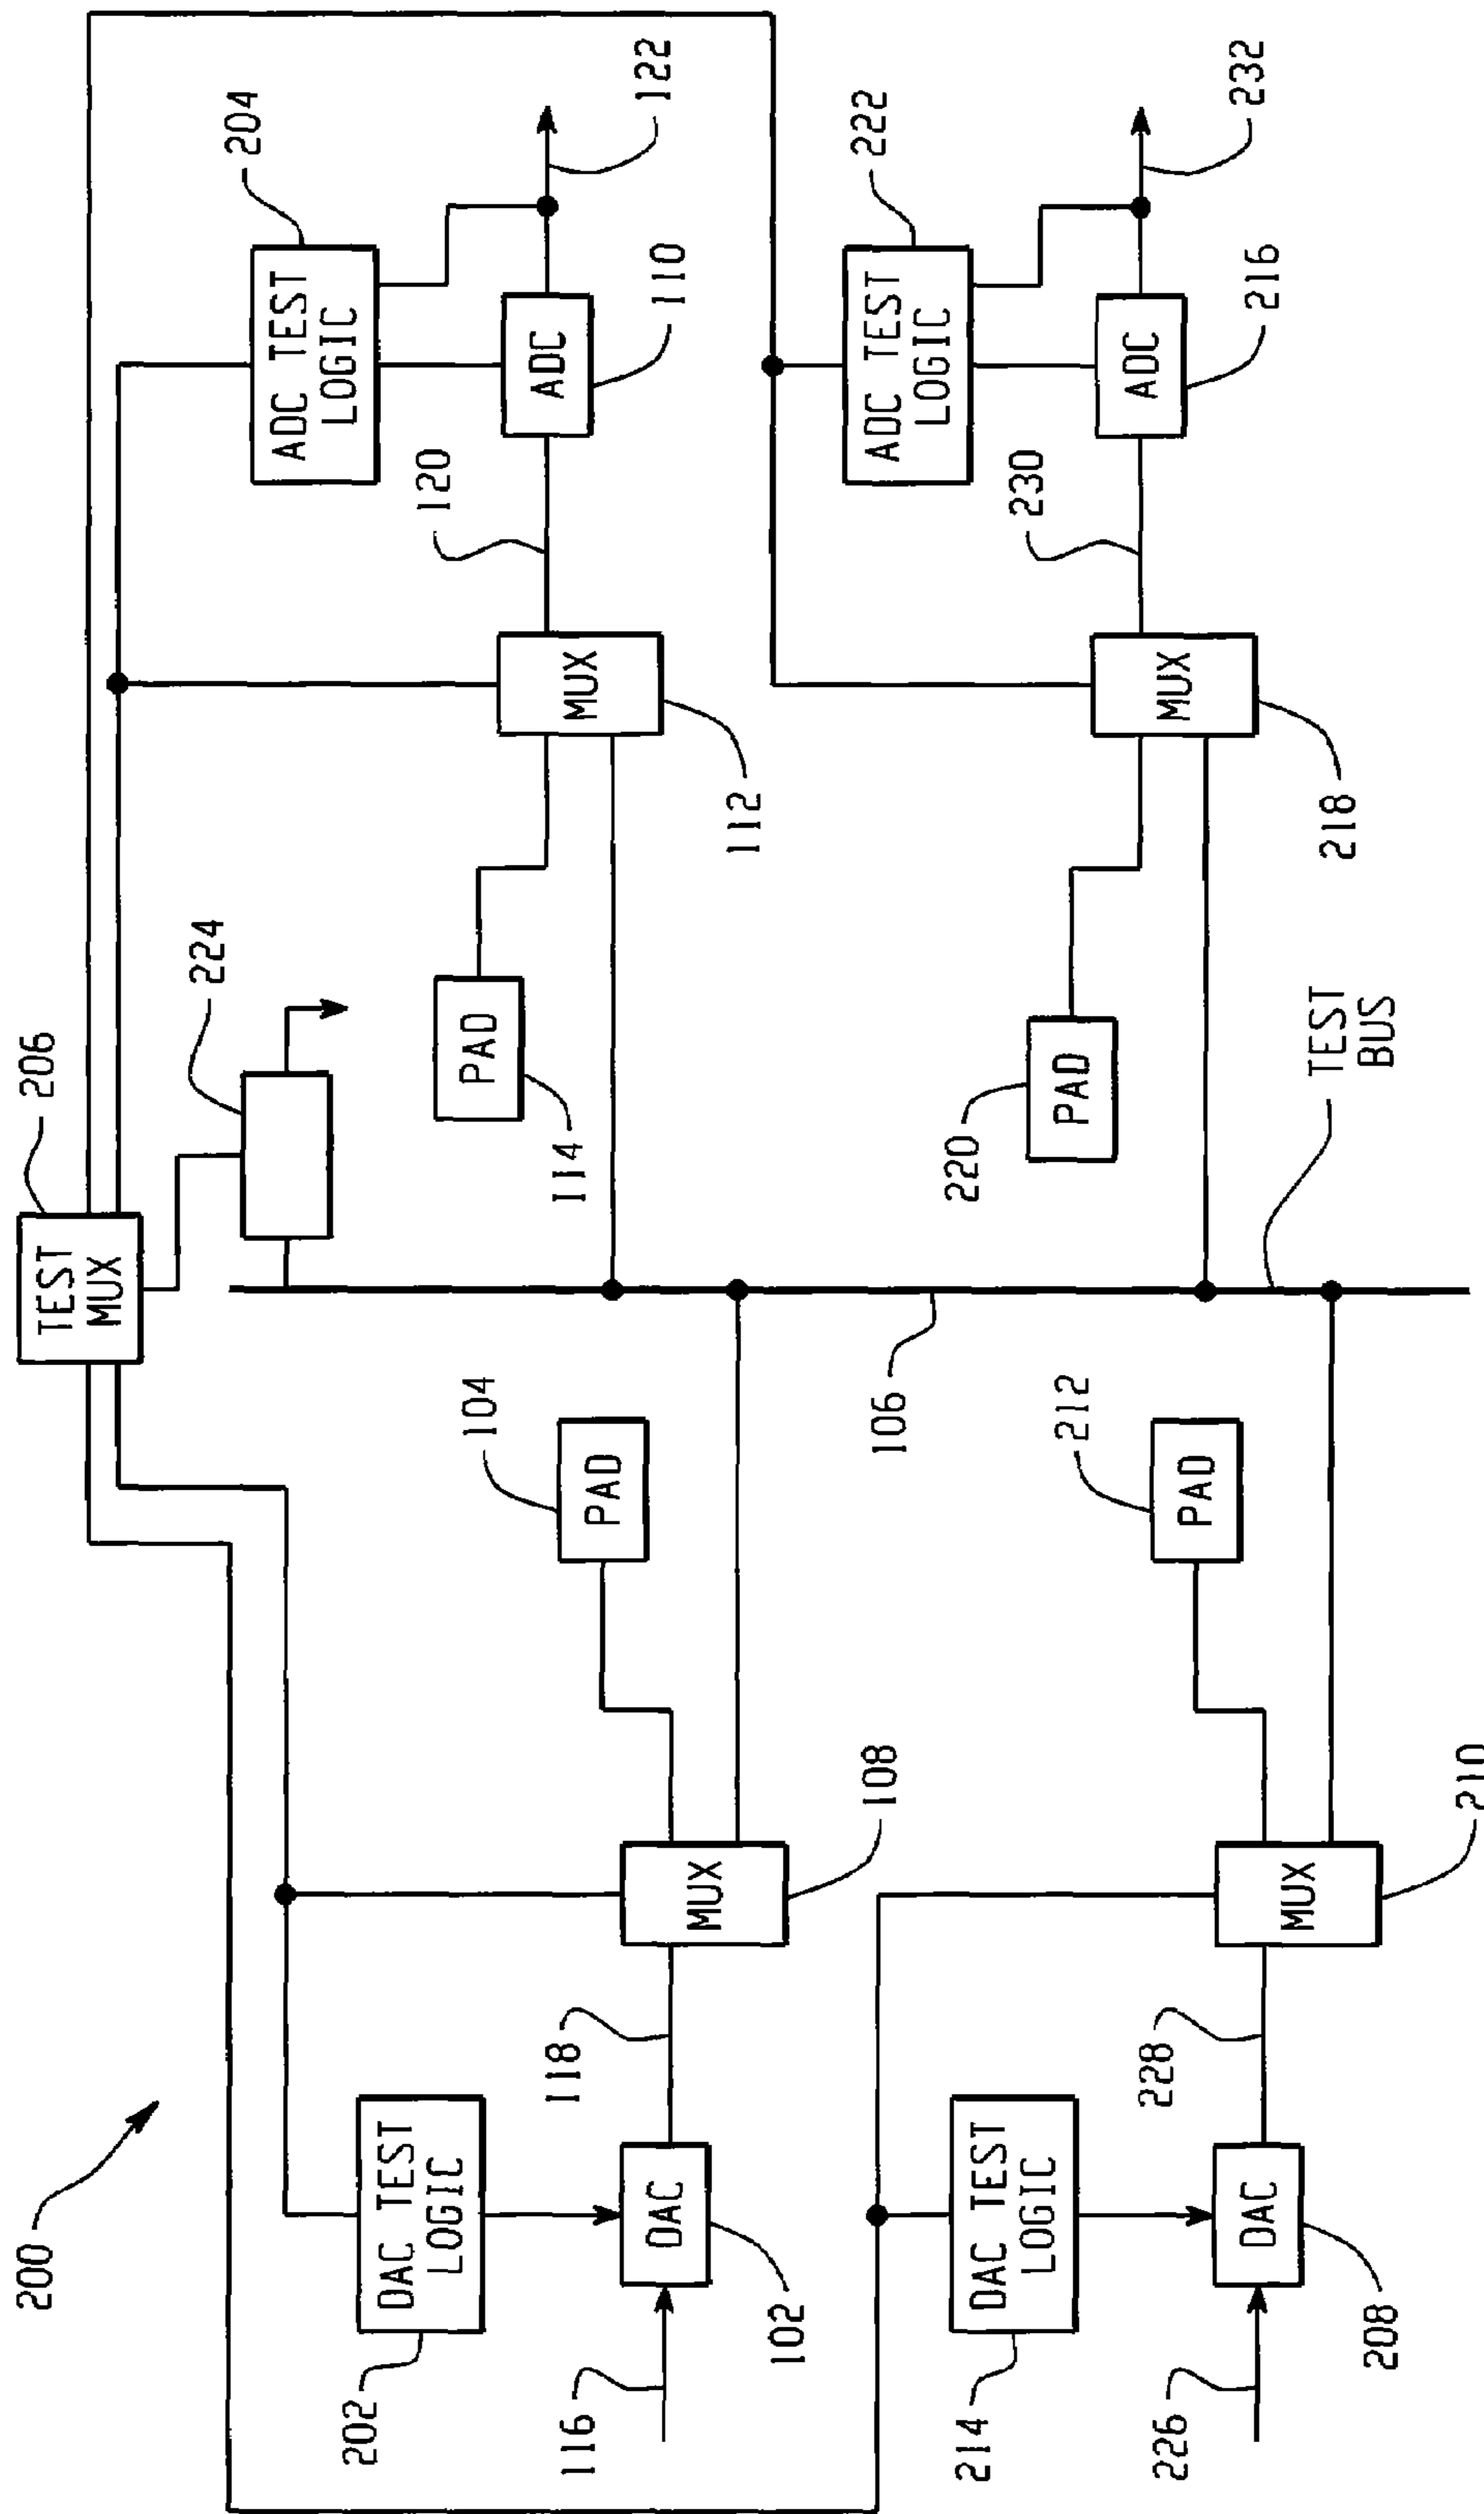 200
206
TEST
MUX
224
204
ADC TEST
LOGIC
122
202
DAC TEST
LOGIC
116
102
DAC
118
MUX
108
104
PAD
114
PAD
112
MUX
120
ADC
110
106
214
DAC TEST
LOGIC
226
208
DAC
228
MUX
210
212
PAD
220
PAD
TEST
BUS
218
MUX
230
222
ADC TEST
LOGIC
ADC
216
232